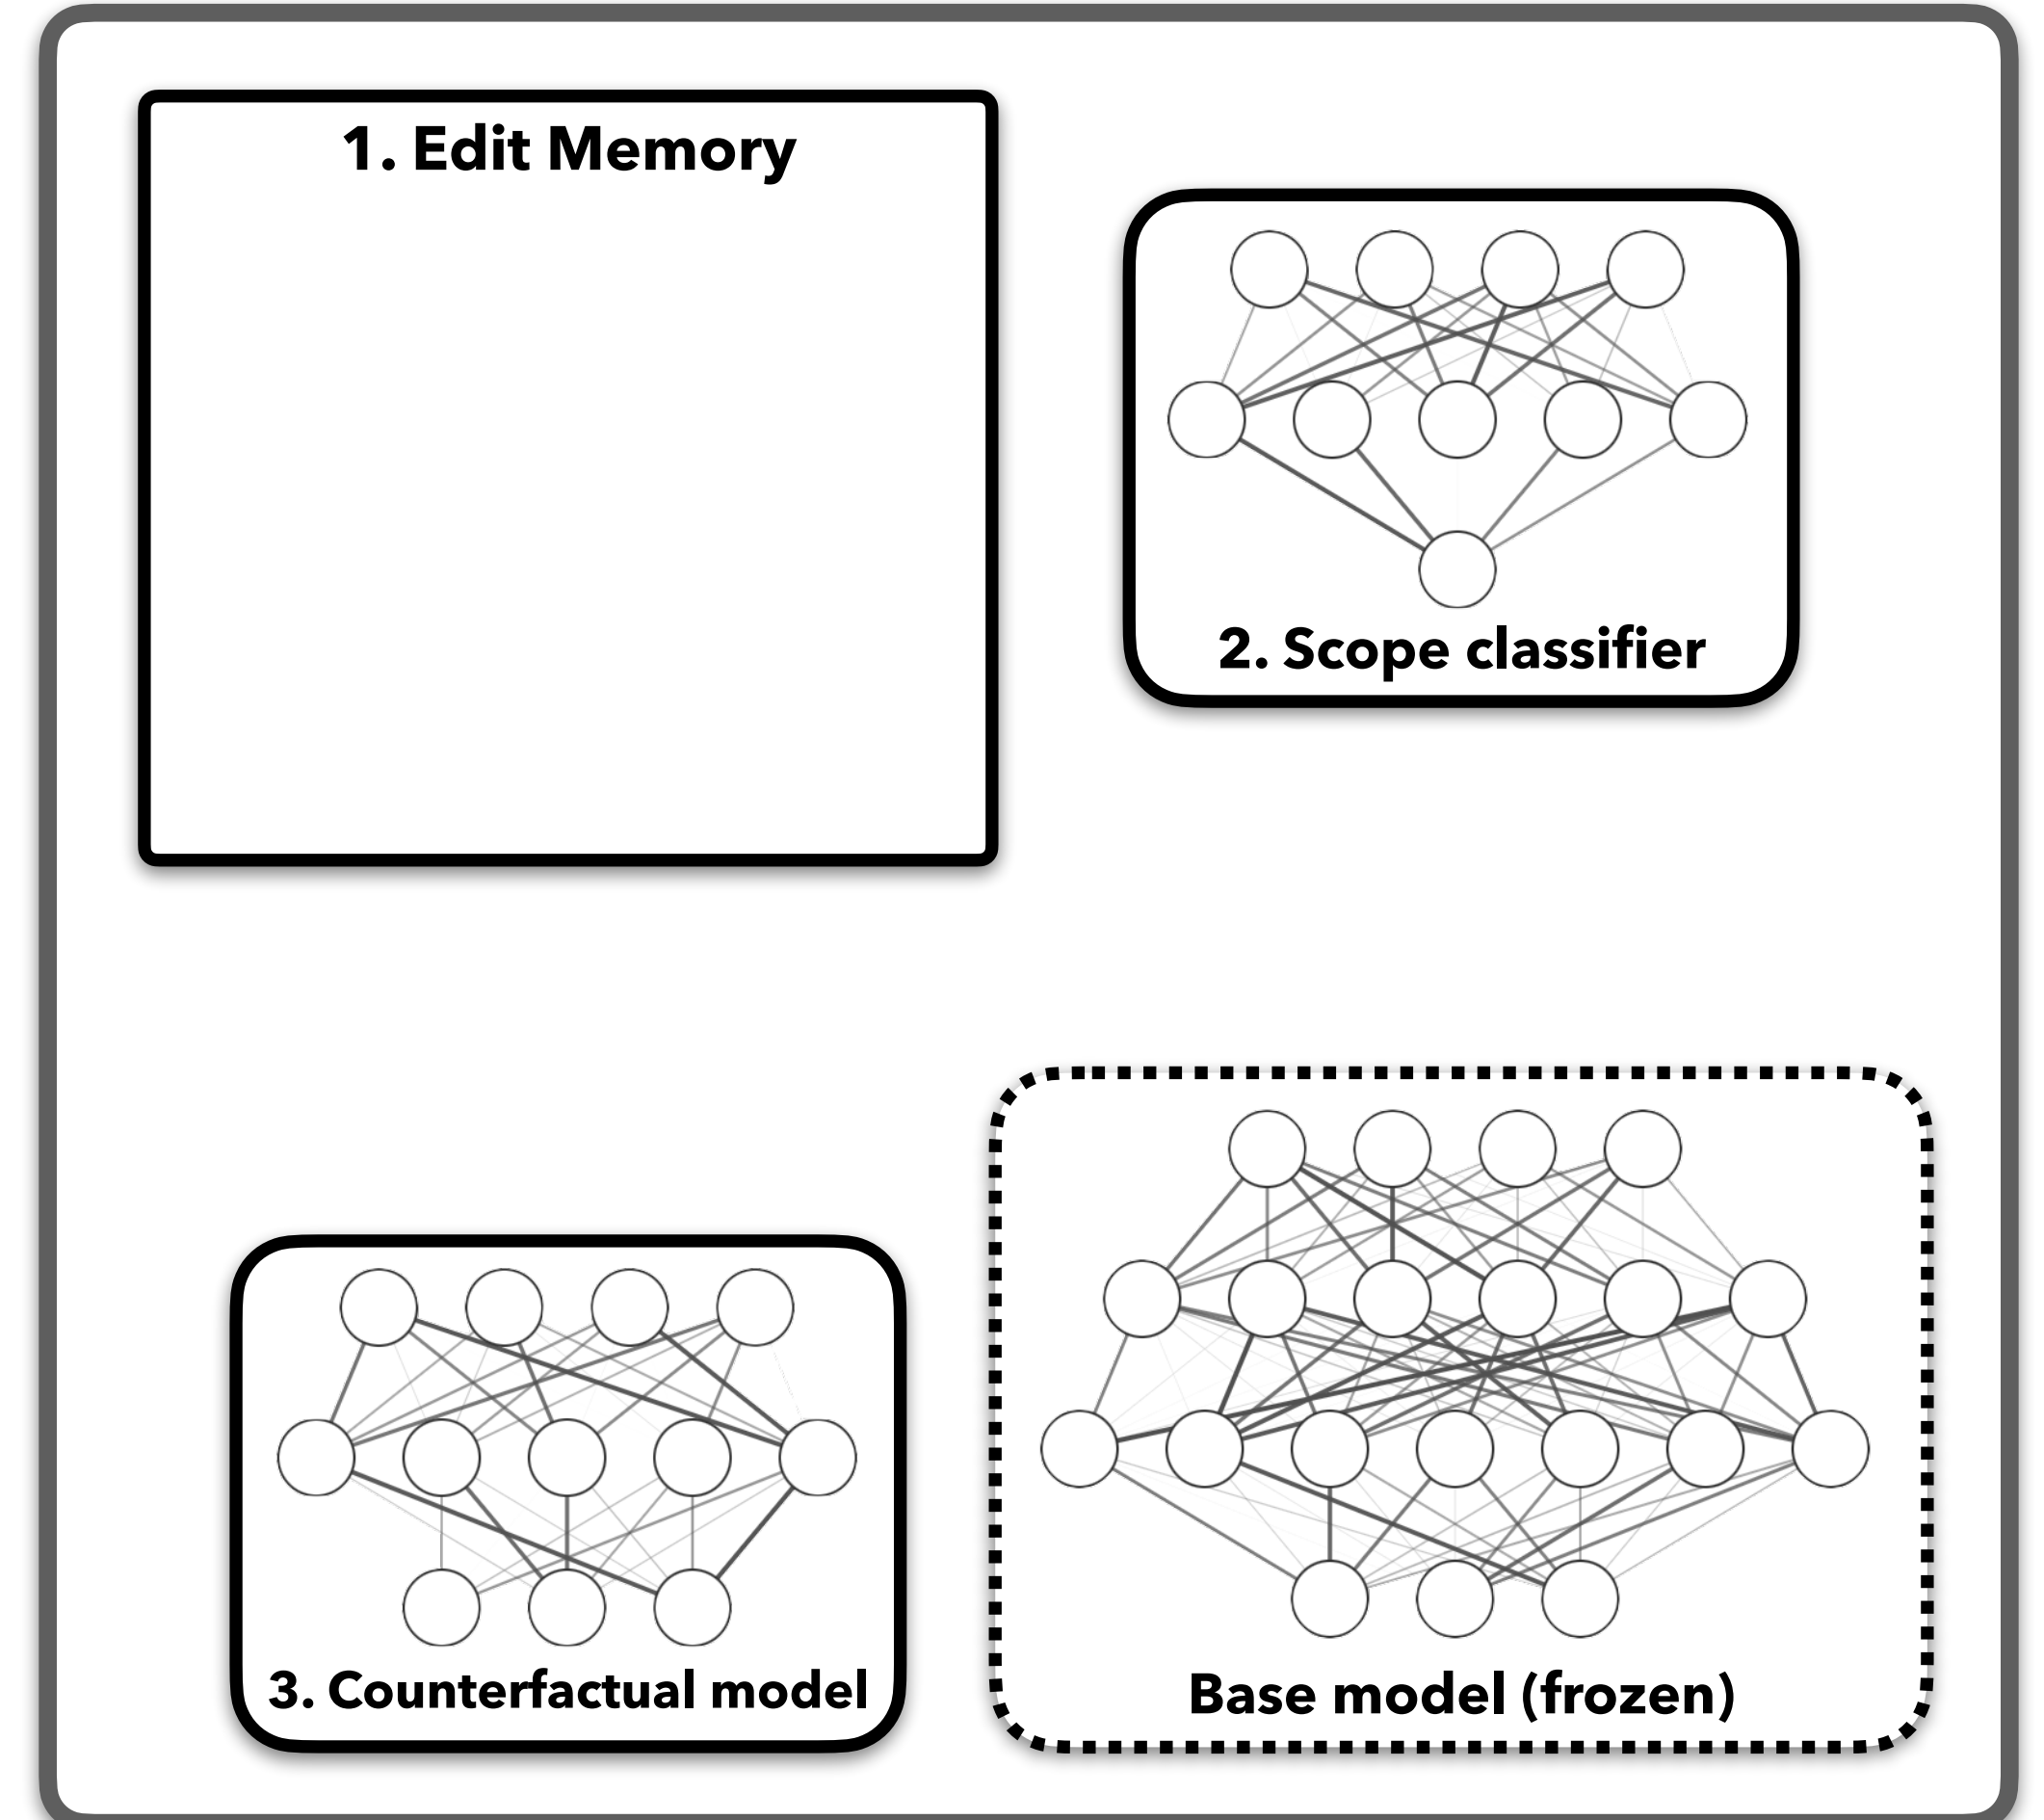 1. Edit Memory
2. Scope classifier
3. Counterfactual model
Base model (frozen)